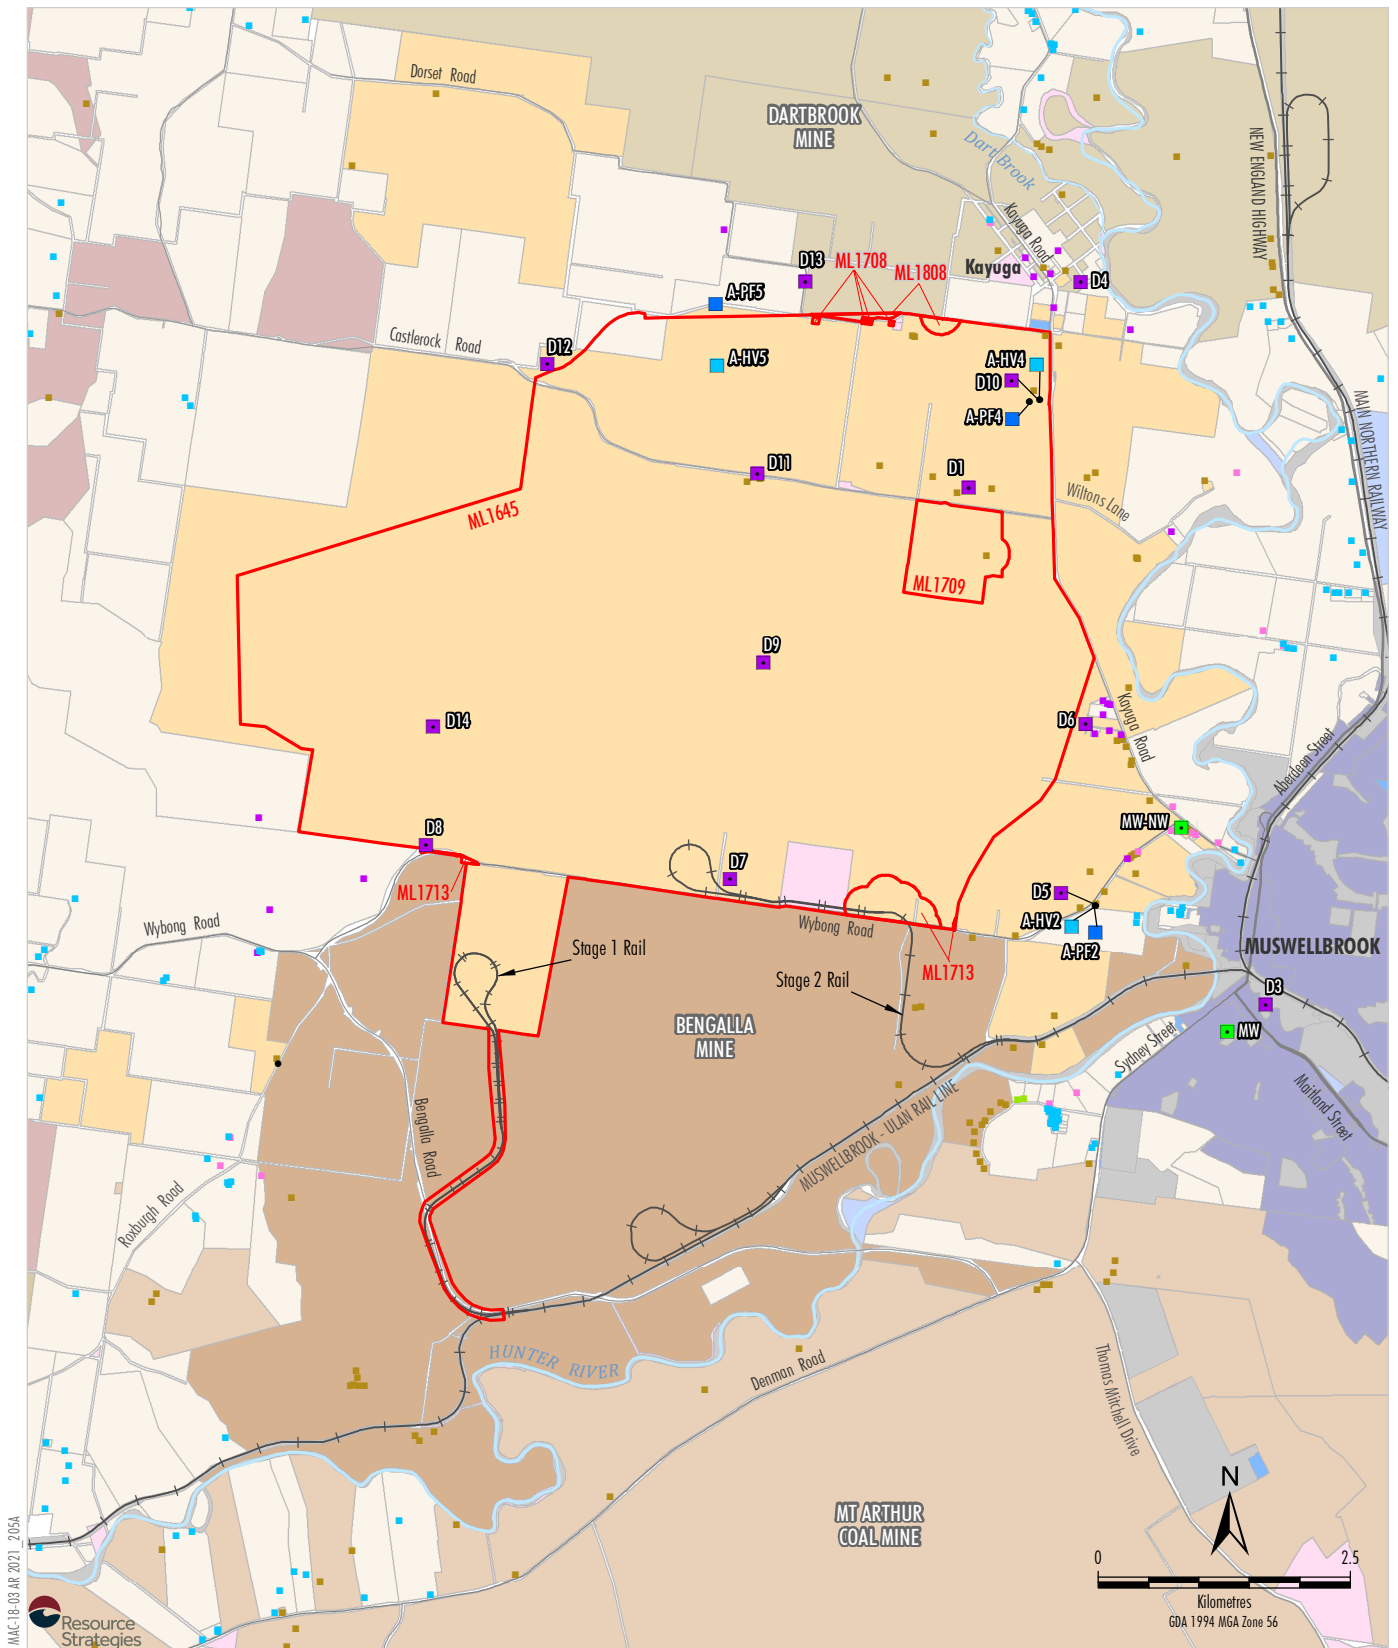 Dorset Road
DARTBROOK
MINE
Dart Brook
NEW ENGLAND HIGHWAY
Kayuga Road
Kayuga
D13
ML1708
ML1808
D4
A-PF5
Castlerock Road
D12
A-HV5
A-HV4
D10
A-PF4
MAIN NORTHERN RAILWAY
D11
D1
Wiltons Lane
ML1645
ML1709
D9
D14
D6
Kayuga Road
Aberdeen Street
MW-NW
D8
D7
ML1713
D5
A-HV2
A-PF2
Wybong Road
Wybong Road
MUSWELLBROOK
Stage 1 Rail
Stage 2 Rail
ML1713
D3
MW
BENGALLA
MINE
Sydney Street
Maitland Street
Bengalla Road
MUSWELLBROOK - ULAN RAIL LINE
Roxburgh Road
HUNTER RIVER
Denman Road
Thomas Mitchell Drive
MT ARTHUR
COAL MINE
N
0
2.5
Kilometres
GDA 1994 MGA Zone 56
MAC-18-03 AR 2021_205A
Resource
Strategies